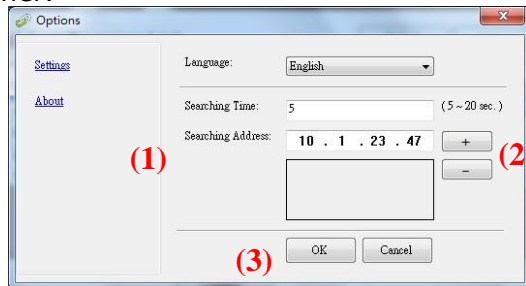 Options
Settings
About
Language: English
Searching Time: 5 (5~20 sec.)
Searching Address: 10 . 1 . 23 . 47 +
-
(1)
(2
(3)
OK Cancel